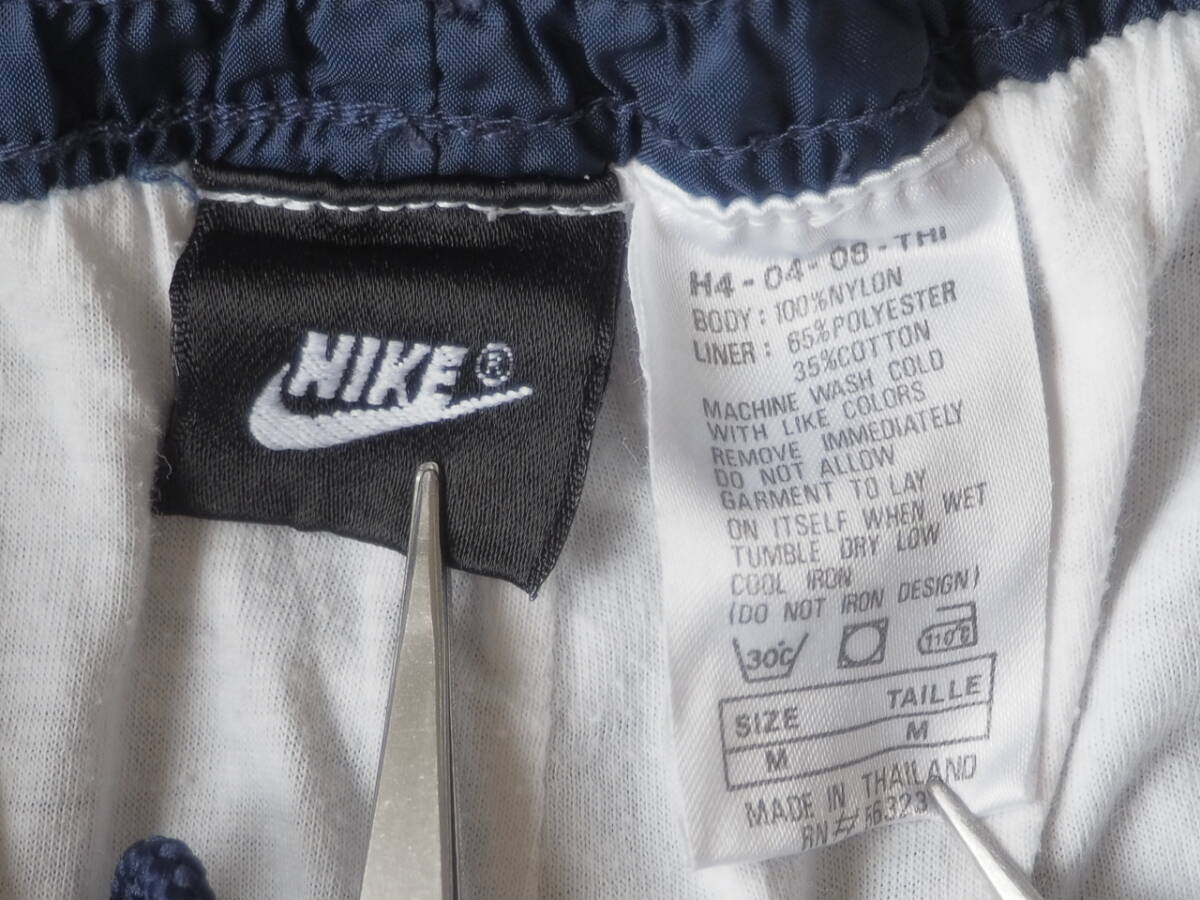 NIKE®
H4-04-08-THI
BODY: 100%NYLON
LINER: 65%POLYESTER
35%COTTON
MACHINE WASH COLD
WITH LIKE COLORS
REMOVE IMMEDIATELY
DO NOT ALLOW
GARMENT TO LAY
ON ITSELF WHEN WET
TUMBLE DRY LOW
COOL IRON
(DO NOT IRON DESIGN)
30°C 110°C
SIZE TAILLE
M M
MADE IN THAILAND
RN # 56323